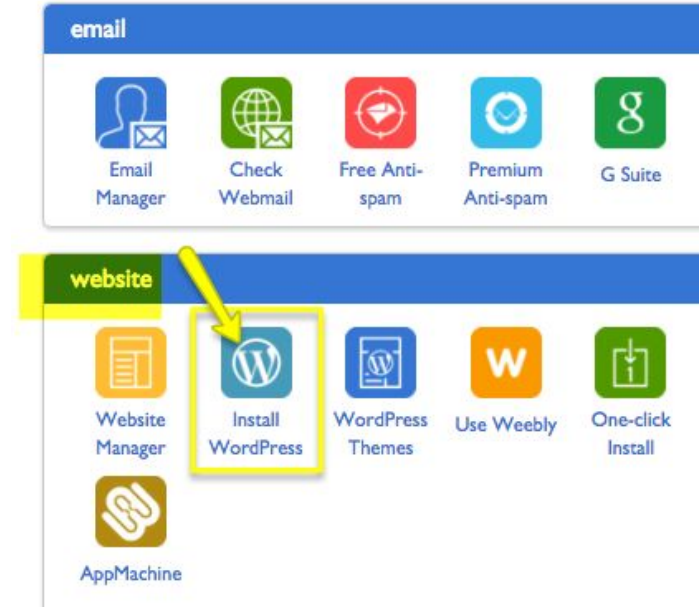 email
Email Manager
Check Webmail
Free Anti-spam
Premium Anti-spam
G Suite
website
Website Manager
Install WordPress
WordPress Themes
Use Weebly
One-click Install
AppMachine